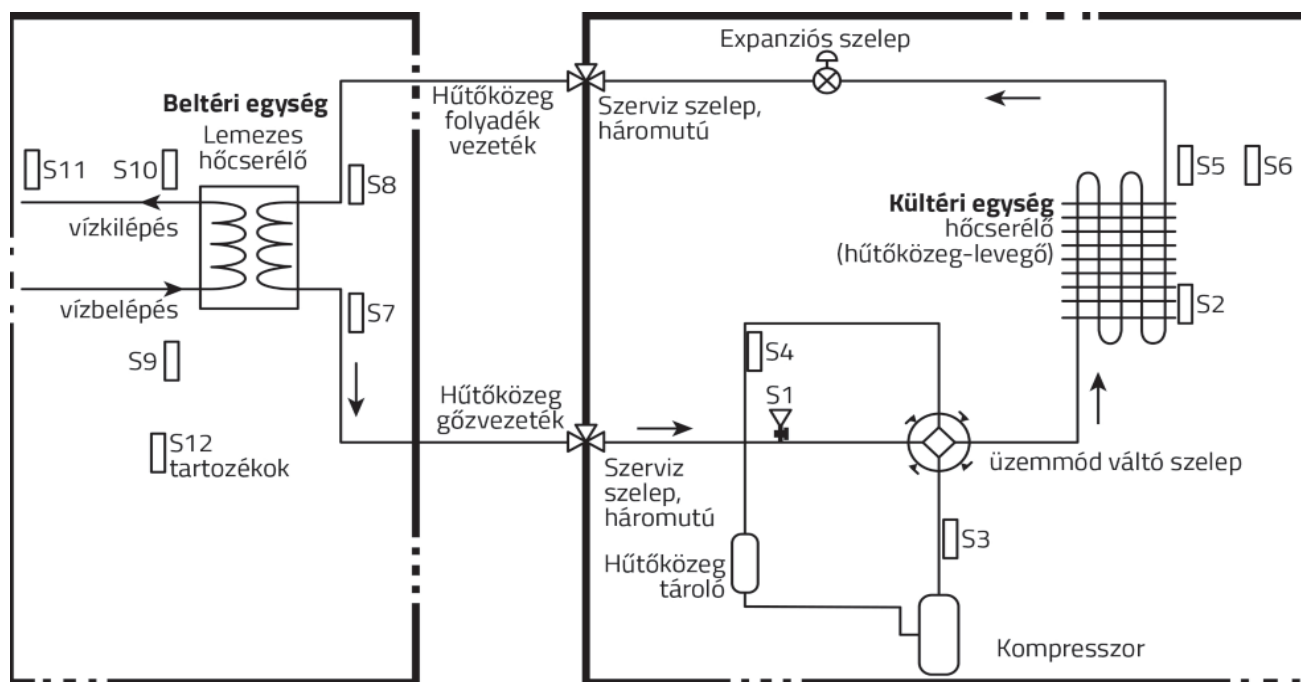 Expanziós szelep
Beltéri egység
Lemezes
hőcserélő
Hűtőközeg
folyadék
vezeték
Szerviz szelep,
háromutú
S11
S10
S8
S5
S6
vízkilépés
Kültéri egység
hőcserélő
(hűtőközeg-levegő)
vízbelépés
S7
S2
S9
S4
S1
Hűtőközeg
gőzvezeték
S12
tartozékok
Szerviz
szelep,
háromutú
üzemmód váltó szelep
S3
Hűtőközeg
tároló
Kompresszor